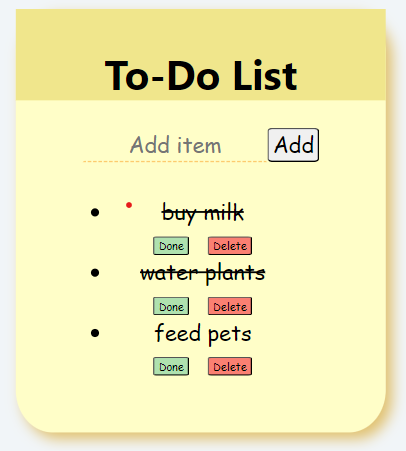 To-Do List
Add item Add
buy milk
Done Delete
water plants
Done Delete
feed pets
Done Delete